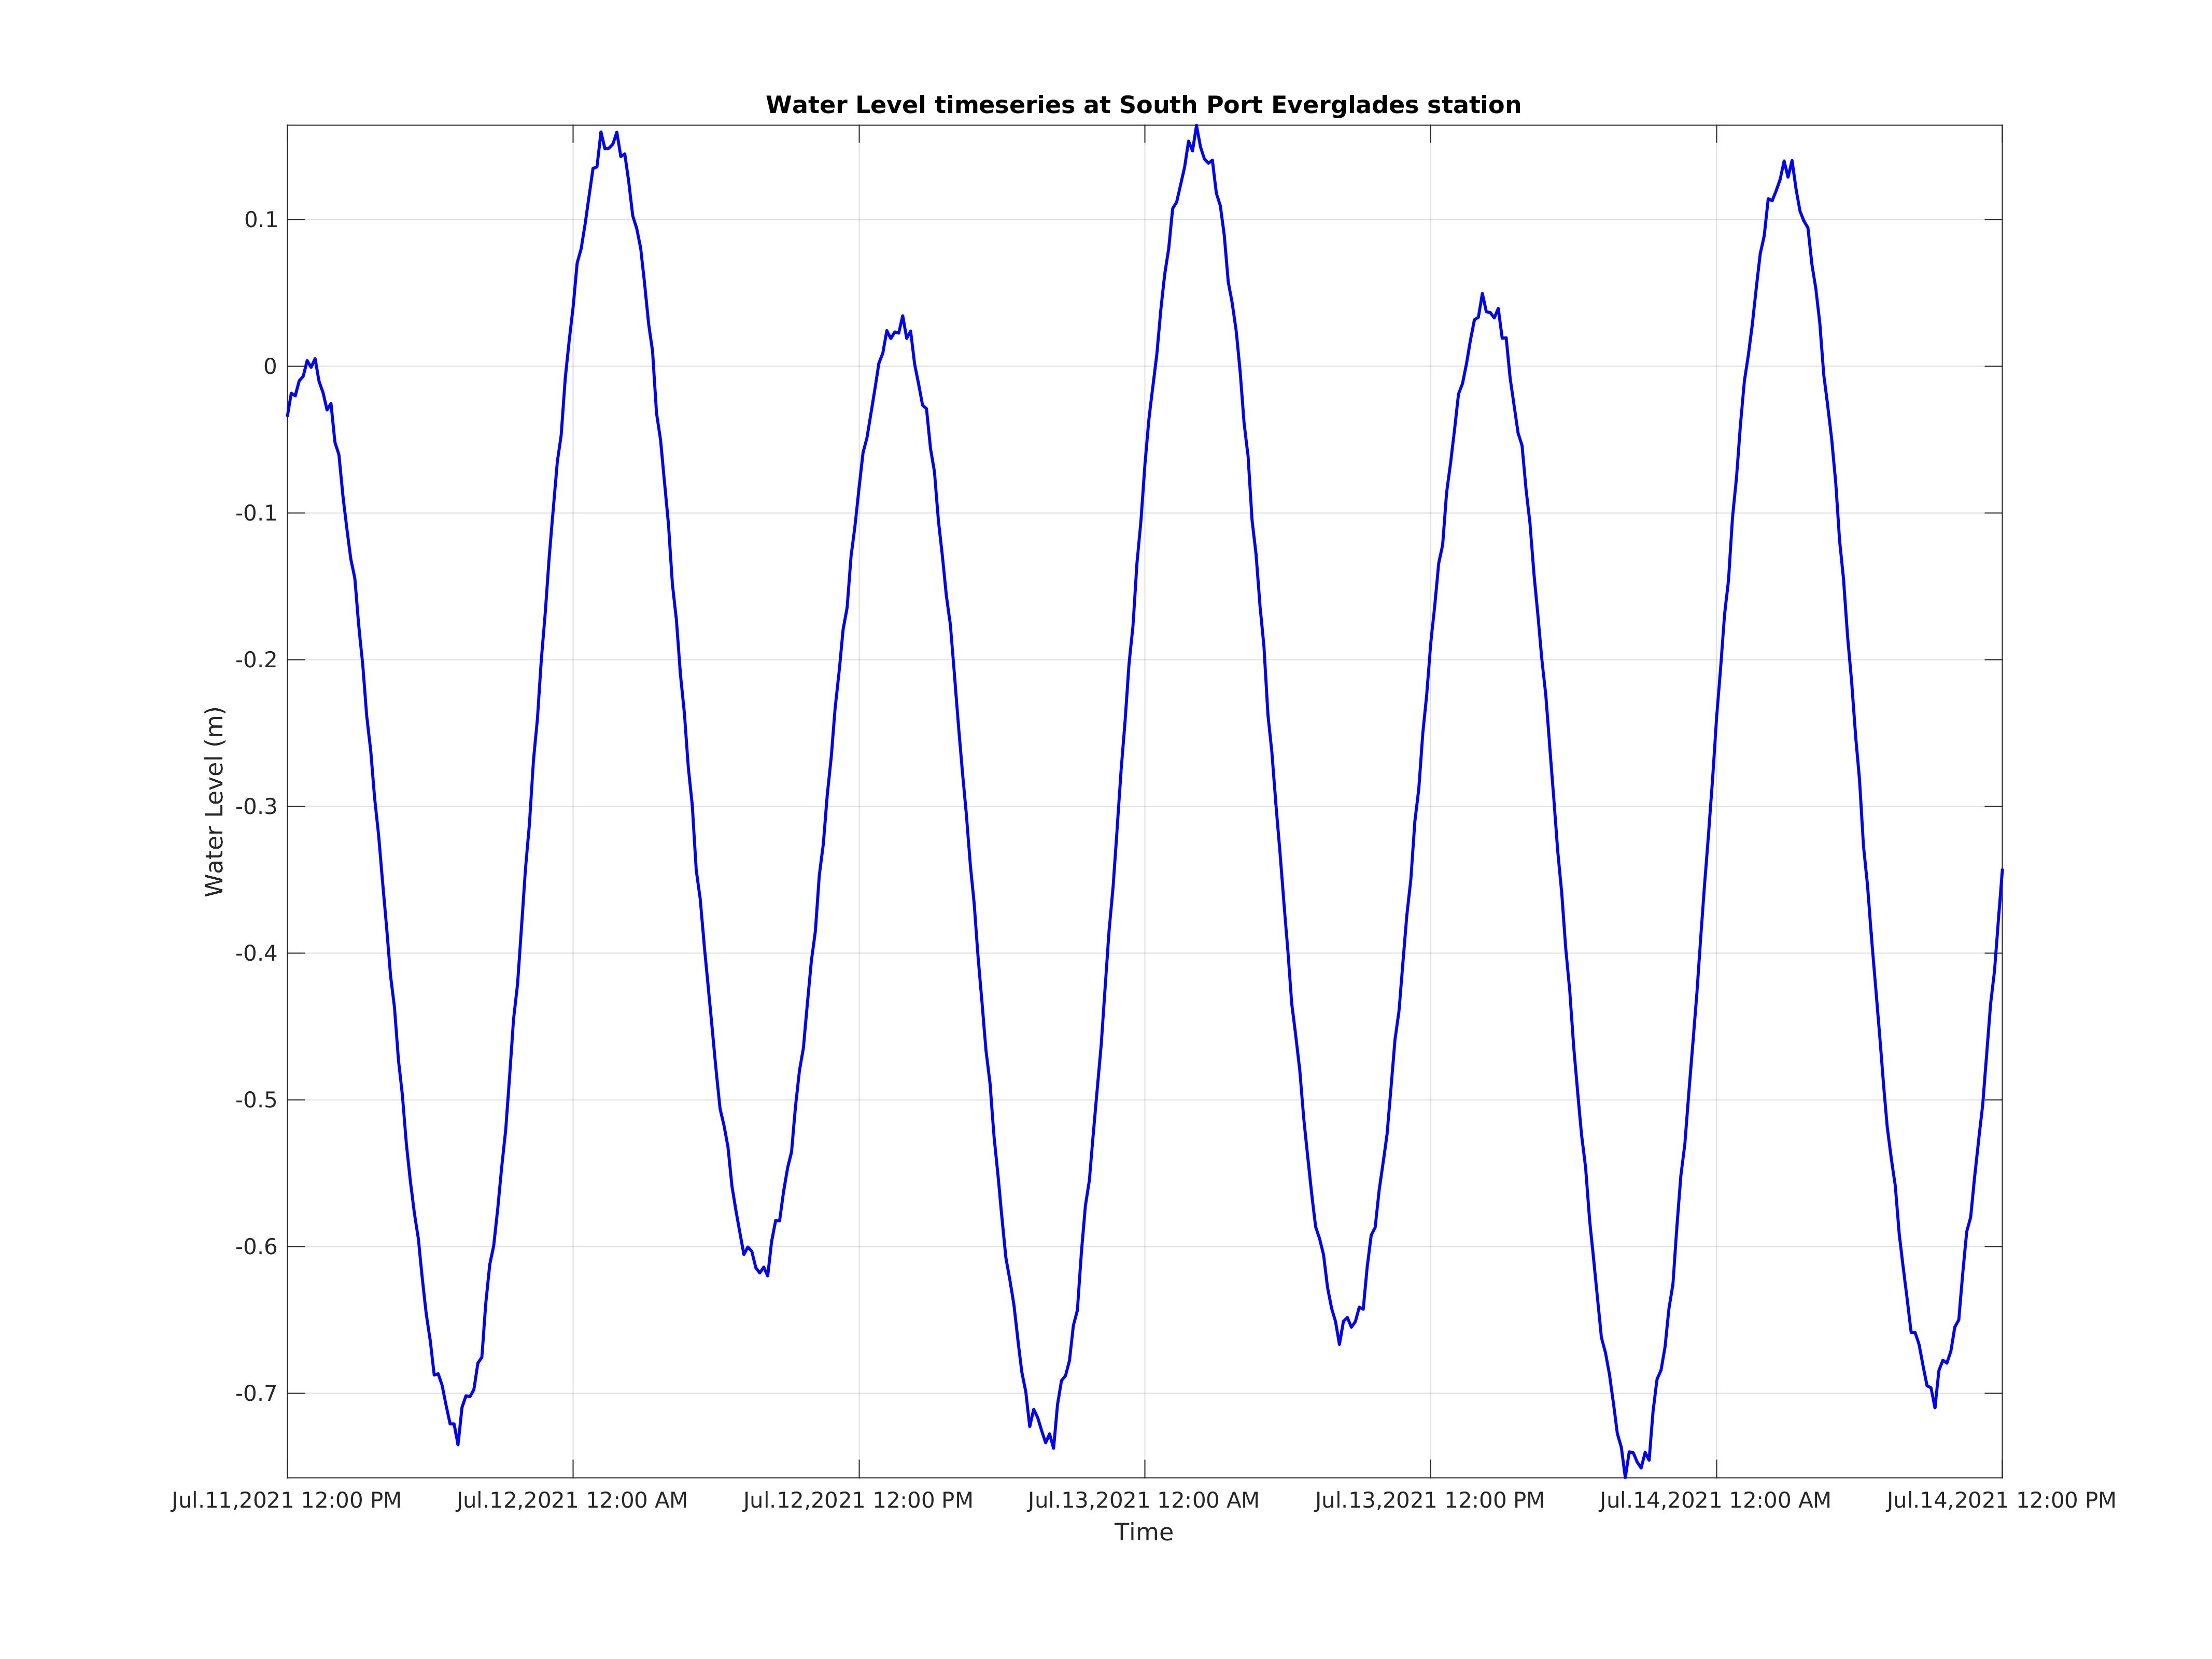 Water Level timeseries at South Port Everglades station
0.1
0
-0.1
-0.2
-0.3
-0.4
-0.5
-0.6
-0.7
Water Level (m)
Jul.11,2021 12:00 PM
Jul.12,2021 12:00 AM
Jul.12,2021 12:00 PM
Jul.13,2021 12:00 AM
Jul.13,2021 12:00 PM
Jul.14,2021 12:00 AM
Jul.14,2021 12:00 PM
Time